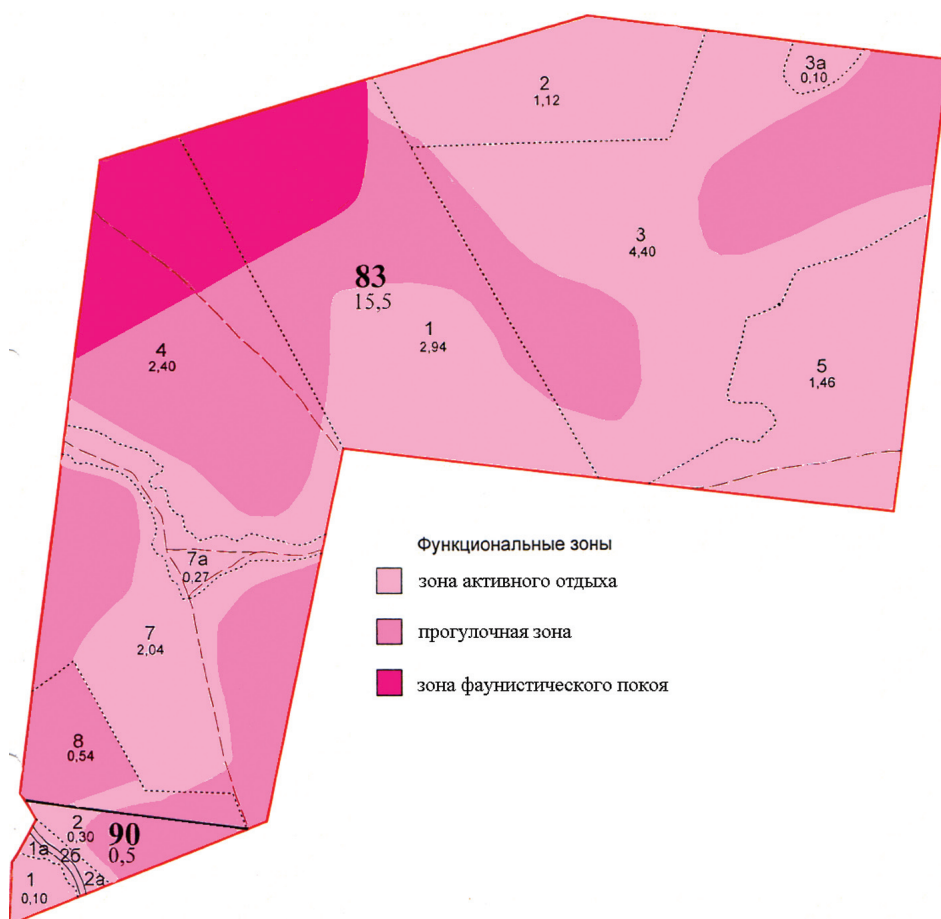 2
1,12
3а
0,10
3
4,40
83
15,5
1
2,94
4
2,40
5
1,46
7а
0,27
Функциональные зоны
зона активного отдыха
прогулочная зона
зона фаунистического покоя
7
2,04
8
0,54
2
0,30
90
0,5
1а
2б
2а
1
0,10